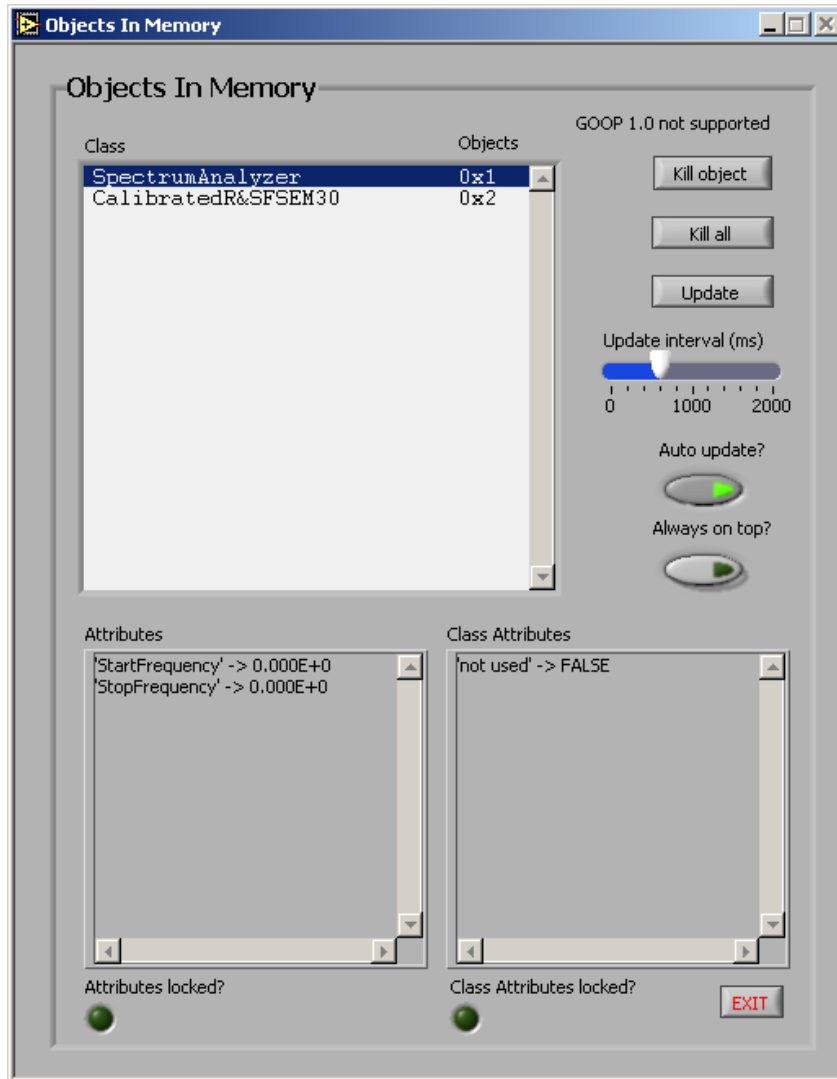 Objects In Memory
Objects In Memory
GOOP 1.0 not supported
Class Objects
SpectrumAnalyzer 0x1
CalibratedR&SFSEM30 0x2
Kill object
Kill all
Update
Update interval (ms)
0 1000 2000
Auto update?
Always on top?
Attributes
'StartFrequency' -> 0.000E+0
'StopFrequency' -> 0.000E+0
Class Attributes
'not used' -> FALSE
Attributes locked?
Class Attributes locked?
EXIT